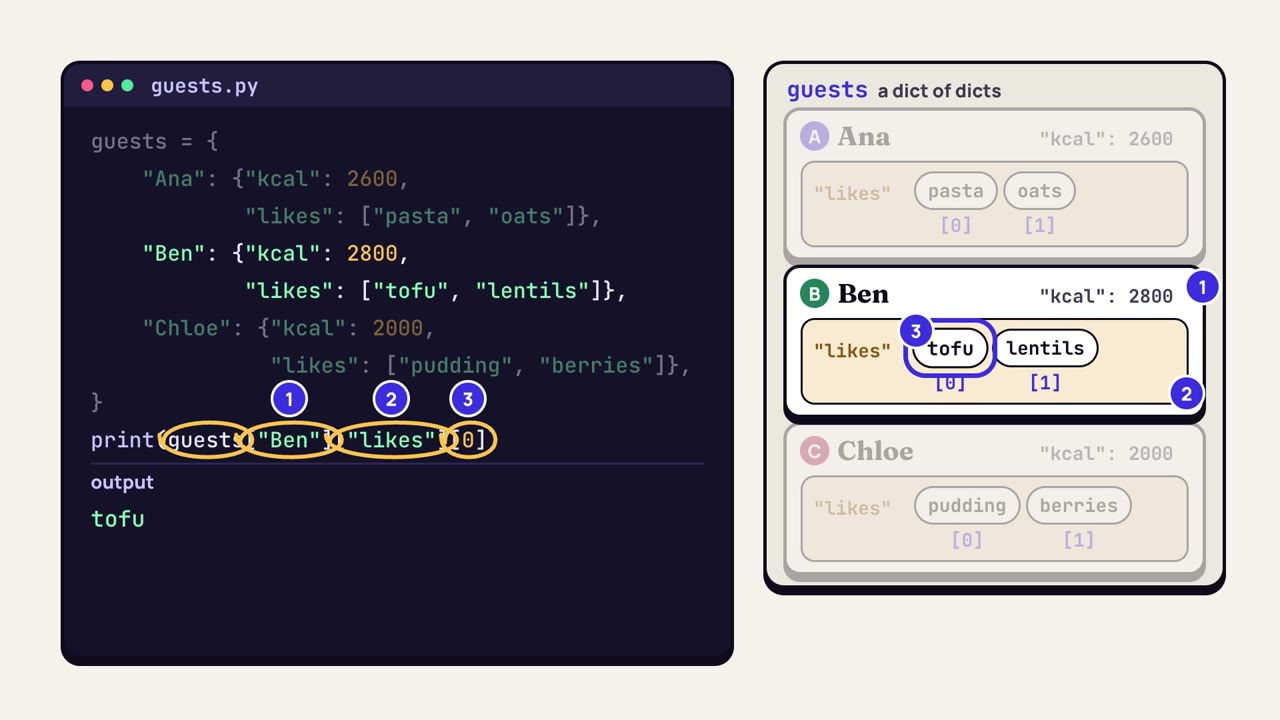 guests.py
guests = {
"Ana": {"kcal": 2600,
"likes": ["pasta", "oats"]},
"Ben": {"kcal": 2800,
"likes": ["tofu", "lentils"]},
"Chloe": {"kcal": 2000,
"likes": ["pudding", "berries"]},
}
1 2 3
print(guests["Ben"]["likes"][0]
output
tofu
guests a dict of dicts
A Ana "kcal": 2600
"likes" pasta oats
[0] [1]
B Ben "kcal": 2800 1
3
"likes" tofu lentils
[0] [1]
2
C Chloe "kcal": 2000
"likes" pudding berries
[0] [1]